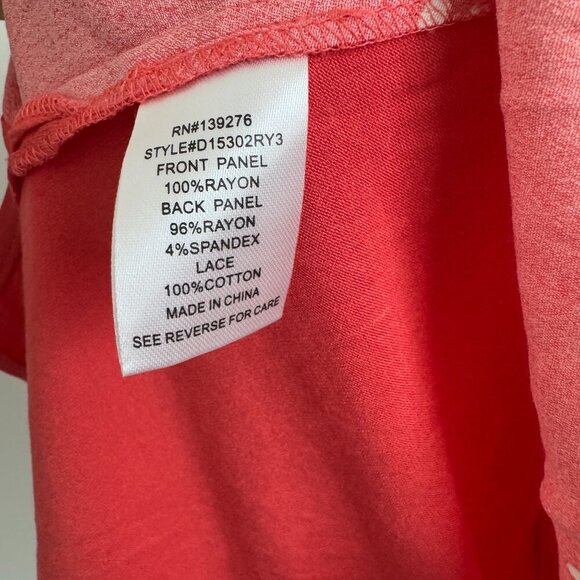 RN#139276
STYLE#D15302RY3
FRONT PANEL
100%RAYON
BACK PANEL
96%RAYON
4%SPANDEX
LACE
100%COTTON
MADE IN CHINA
SEE REVERSE FOR CARE